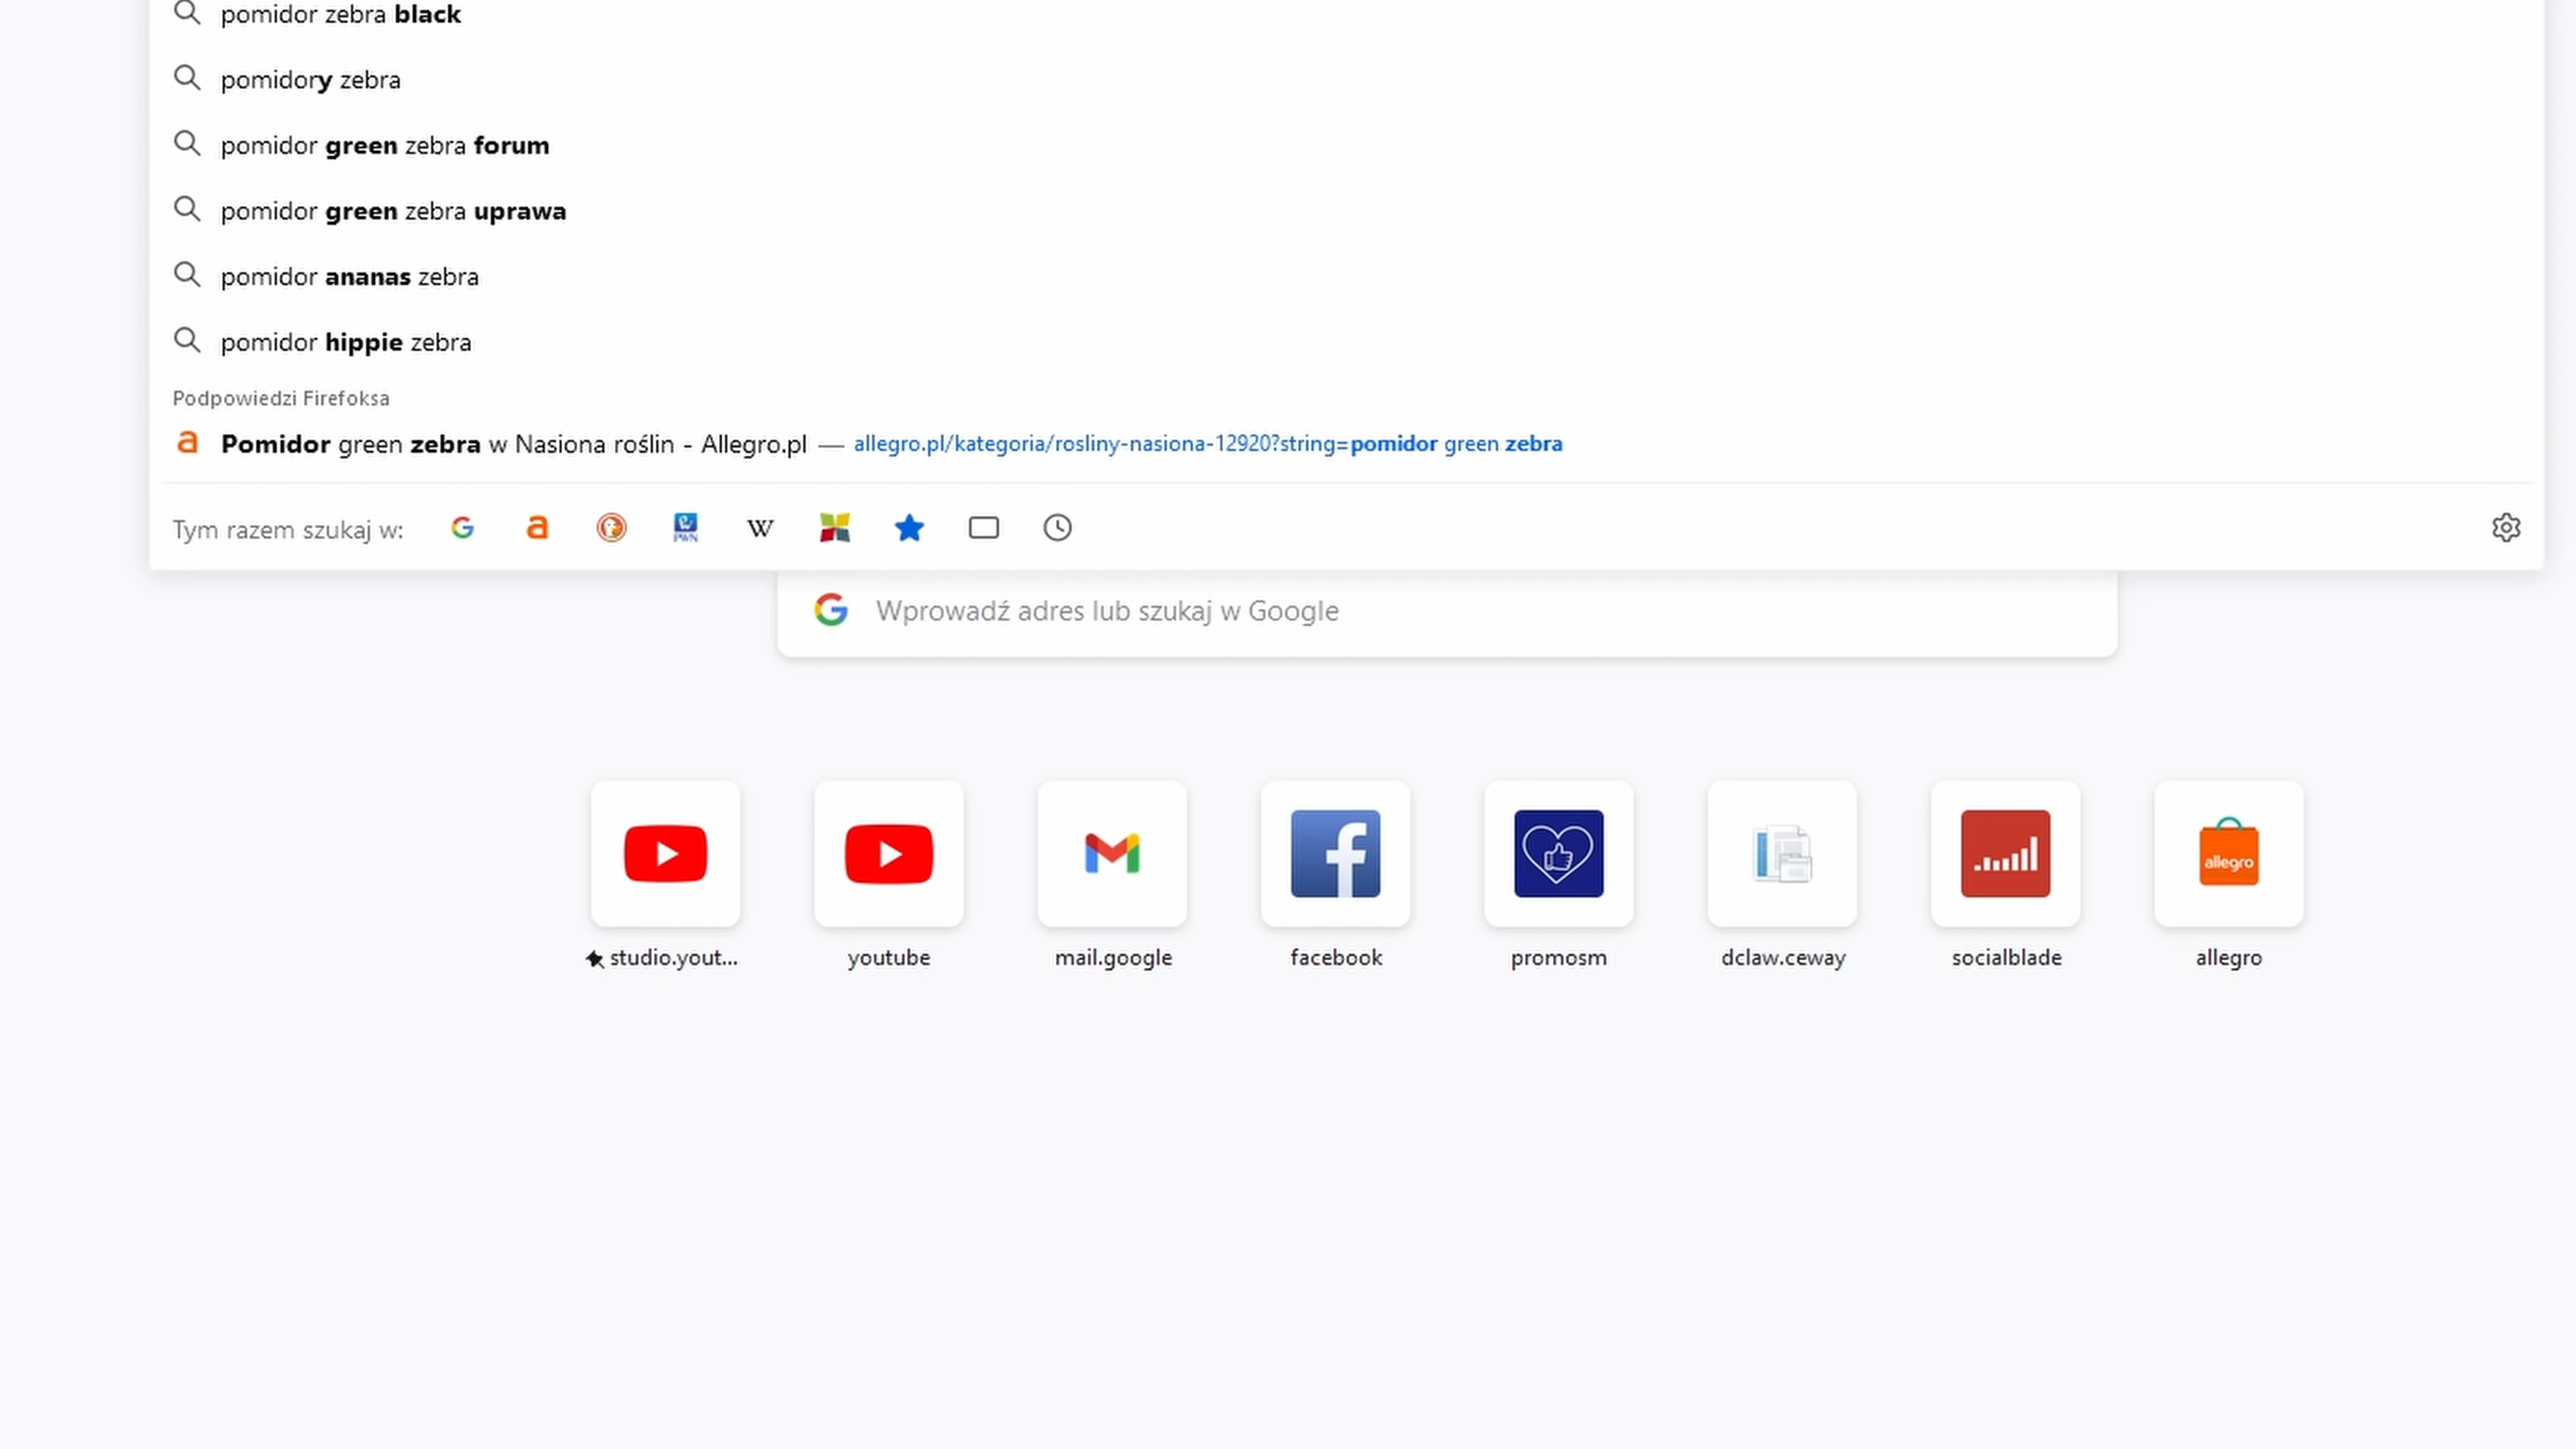 pomidor zebra black
pomidory zebra
pomidor green zebra forum
pomidor green zebra uprawa
pomidor ananas zebra
pomidor hippie zebra
Podpowiedzi Firefoksa
a Pomidor green zebra w Nasiona roślin - Allegro.pl — allegro.pl/kategoria/rosliny-nasiona-12920?string=pomidor green zebra
Tym razem szukaj w: G a PWN W
G Wprowadź adres lub szukaj w Google
allegro
studio.yout... youtube mail.google facebook promosm dclaw.ceway socialblade allegro